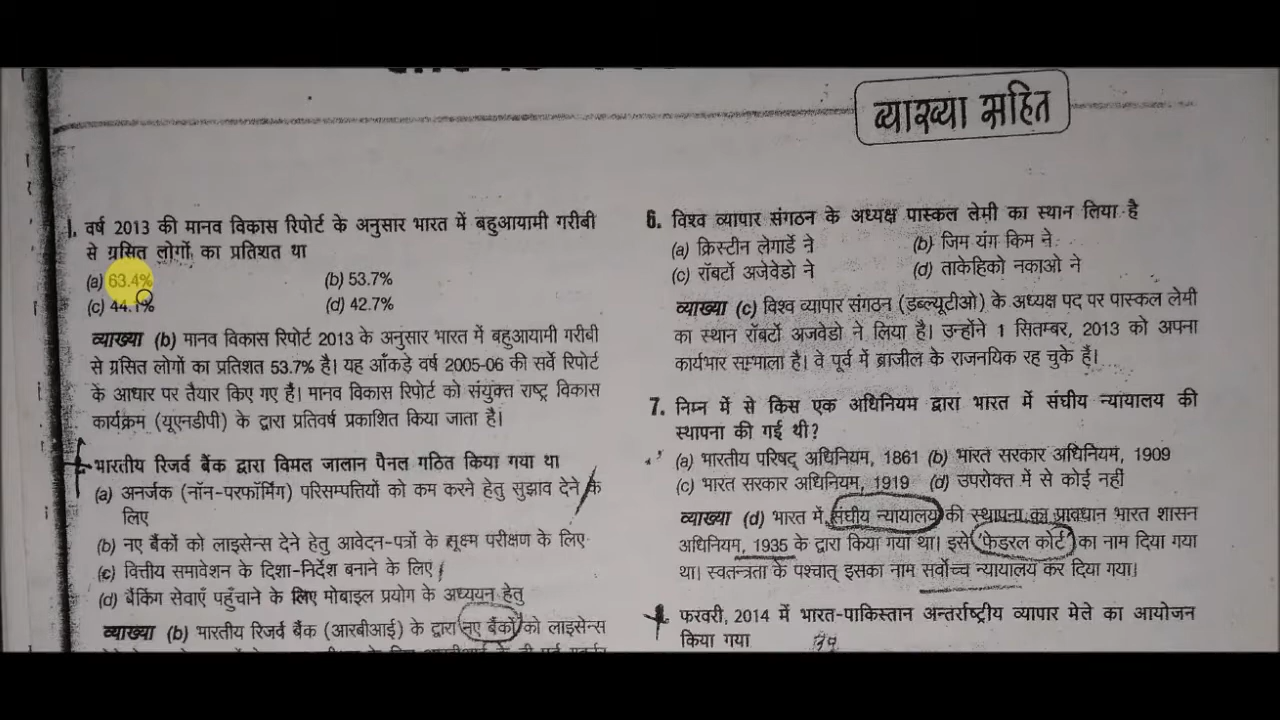 व्याख्या सहित
1. वर्ष 2013 की मानव विकास रिपोर्ट के अनुसार भारत में बहुआयामी गरीबी
से ग्रसित लोगों का प्रतिशत था
(a) 63.4% (b) 53.7%
(c) 44.1% (d) 42.7%
व्याख्या (b) मानव विकास रिपोर्ट 2013 के अनुसार भारत में बहुआयामी गरीबी
से ग्रसित लोगों का प्रतिशत 53.7% है। यह आँकड़े वर्ष 2005-06 की सर्वे रिपोर्ट
के आधार पर तैयार किए गए है। मानव विकास रिपोर्ट को संयुक्त राष्ट्र विकास
कार्यक्रम (यूएनडीपी) के द्वारा प्रतिवर्ष प्रकाशित किया जाता है।
भारतीय रिजर्व बैंक द्वारा विमल जालान पैनल गठित किया गया था
(a) अनर्जक (नॉन-परफॉर्मिंग) परिसम्पत्तियों को कम करने हेतु सुझाव देने के
लिए
(b) नए बैंकों को लाइसेन्स देने हेतु आवेदन-पत्रों के सूक्ष्म परीक्षण के लिए
(c) वित्तीय समावेशन के दिशा-निर्देश बनाने के लिए
(d) बैंकिंग सेवाएँ पहुँचाने के लिए मोबाइल प्रयोग के अध्ययन हेतु
व्याख्या (b) भारतीय रिजर्व बैंक (आरबीआई) के द्वारा नए बैंकों को लाइसेन्स
6. विश्व व्यापार संगठन के अध्यक्ष पास्कल लेमी का स्थान लिया है
(a) क्रिस्टीन लेगार्डे ने (b) जिम यंग किम ने
(c) रॉबर्टो अजेवेडो ने (d) ताकेहिको नकाओ ने
व्याख्या (c) विश्व व्यापार संगठन (डब्ल्यूटीओ) के अध्यक्ष पद पर पास्कल लेमी
का स्थान रॉबर्टो अजवेडो ने लिया है। उन्होंने 1 सितम्बर, 2013 को अपना
कार्यभार सम्भाला है। वे पूर्व में ब्राजील के राजनयिक रह चुके हैं।
7. निम्न में से किस एक अधिनियम द्वारा भारत में संघीय न्यायालय की
स्थापना की गई थी?
(a) भारतीय परिषद् अधिनियम, 1861 (b) भारत सरकार अधिनियम, 1909
(c) भारत सरकार अधिनियम, 1919 (d) उपरोक्त में से कोई नहीं
व्याख्या (d) भारत में संघीय न्यायालय की स्थापना का प्रावधान भारत शासन
अधिनियम, 1935 के द्वारा किया गया था। इसे 'फेडरल कोर्ट' का नाम दिया गया
था। स्वतन्त्रता के पश्चात् इसका नाम सर्वोच्च न्यायालय कर दिया गया।
फरवरी, 2014 में भारत-पाकिस्तान अन्तर्राष्ट्रीय व्यापार मेले का आयोजन
किया गया